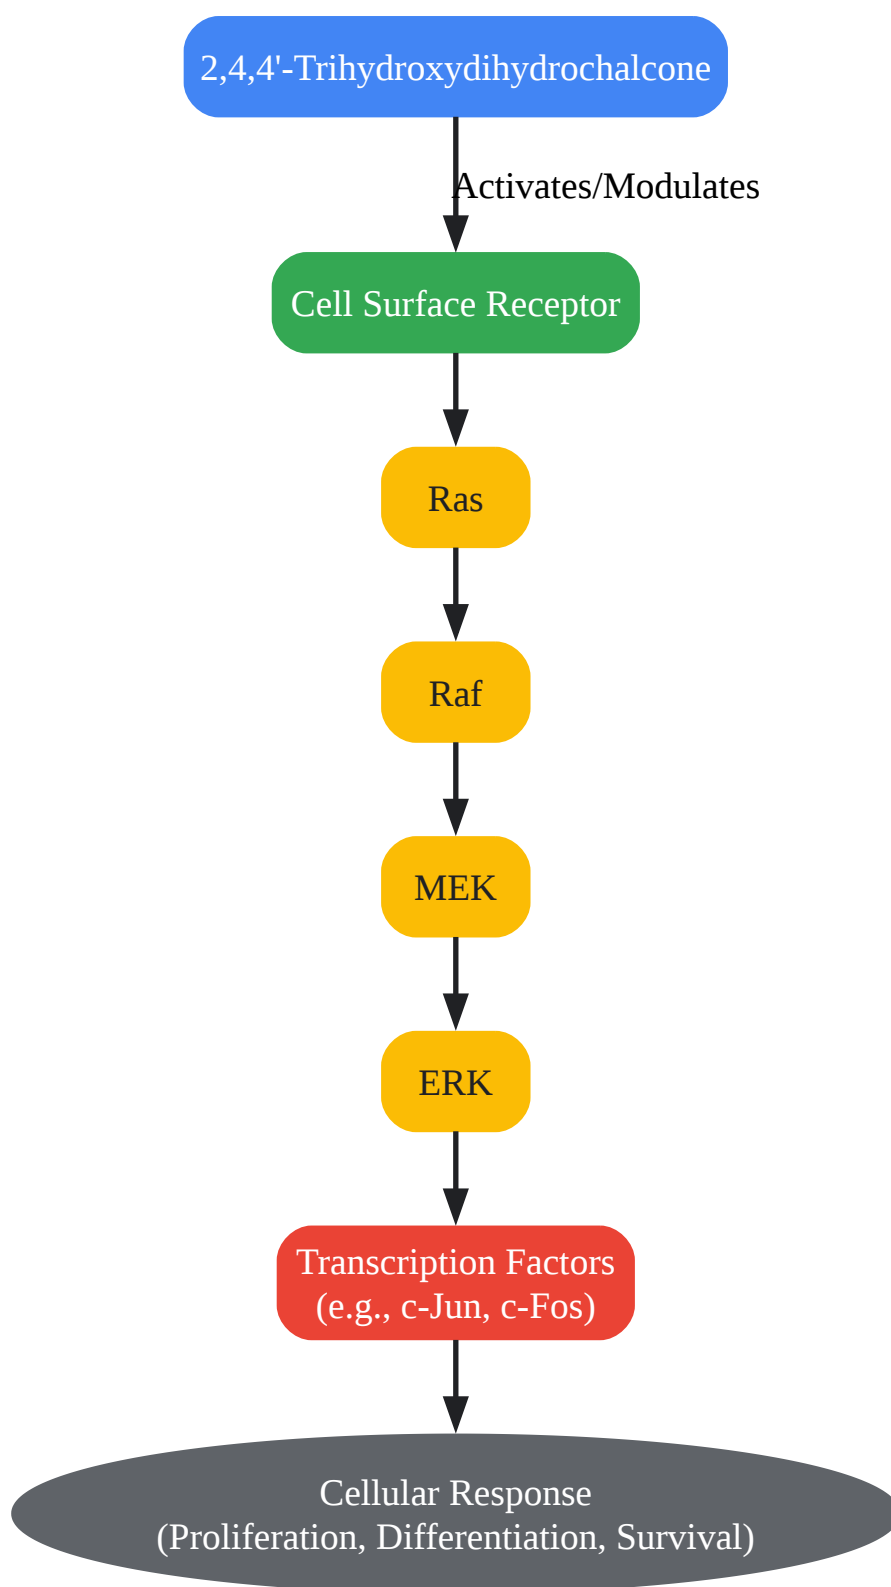 2,4,4'-Trihydroxydihydrochalcone
Activates/Modulates
Cell Surface Receptor
Ras
Raf
MEK
ERK
Transcription Factors
(e.g., c-Jun, c-Fos)
Cellular Response
(Proliferation, Differentiation, Survival)